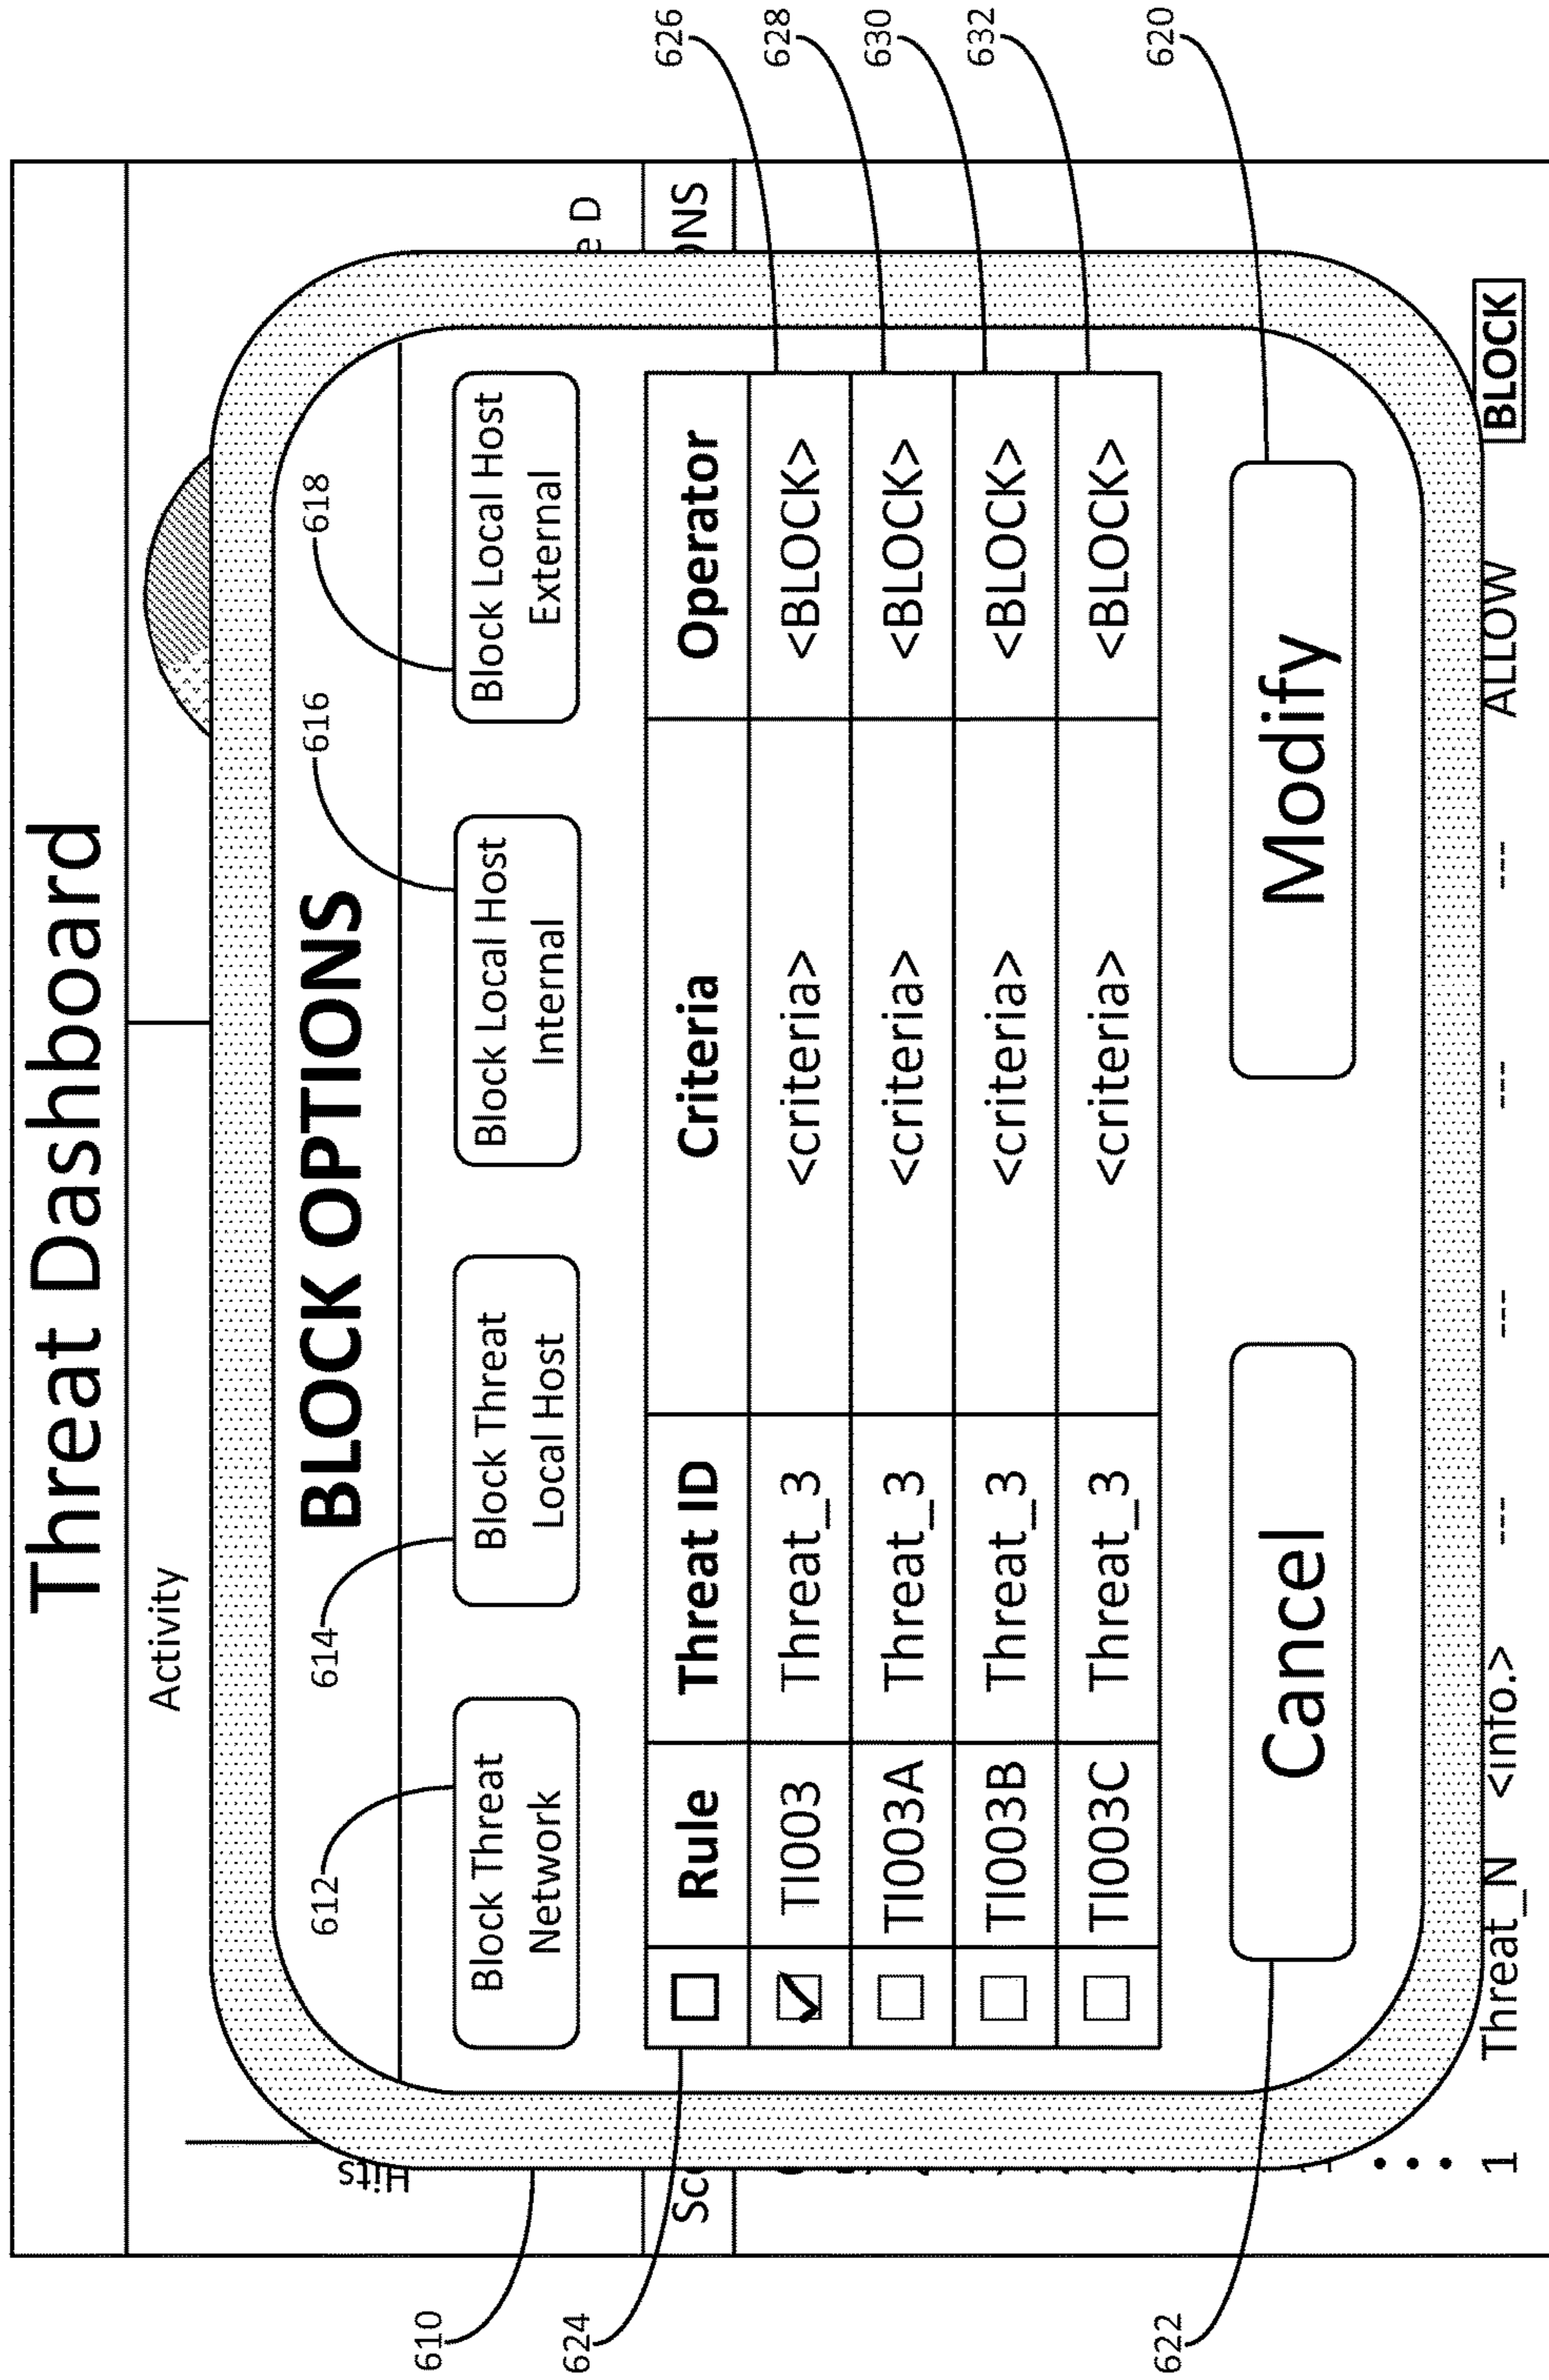 Threat Dashboard
Activity
Hits
BLOCK OPTIONS
612
614
616
618
Block Threat
Network
Block Threat
Local Host
Block Local Host
Internal
Block Local Host
External
e D
610
624
Sc
ONS
Rule Threat ID Criteria Operator
TI003 Threat_3 <criteria> <BLOCK>
626
TI003A Threat_3 <criteria> <BLOCK>
628
TI003B Threat_3 <criteria> <BLOCK>
630
TI003C Threat_3 <criteria> <BLOCK>
632
622
Cancel
Modify
620
1 Threat_N <info.> --- --- --- --- ALLOW BLOCK